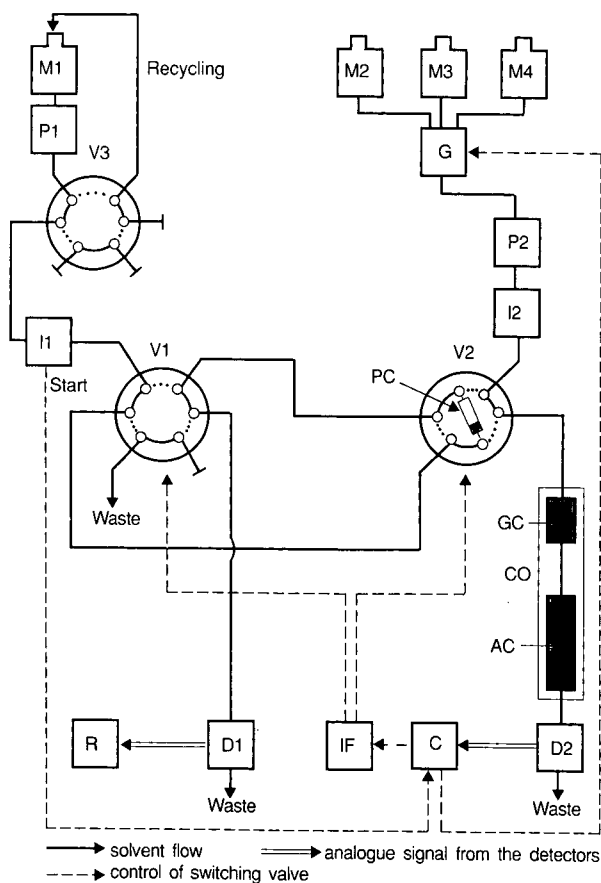 M1
Recycling
M2
M3
M4
P1
V3
G
P2
I1
I2
V1
V2
Start
PC
Waste
GC
CO
AC
R
D1
IF
C
D2
Waste
Waste
solvent flow
analogue signal from the detectors
control of switching valve